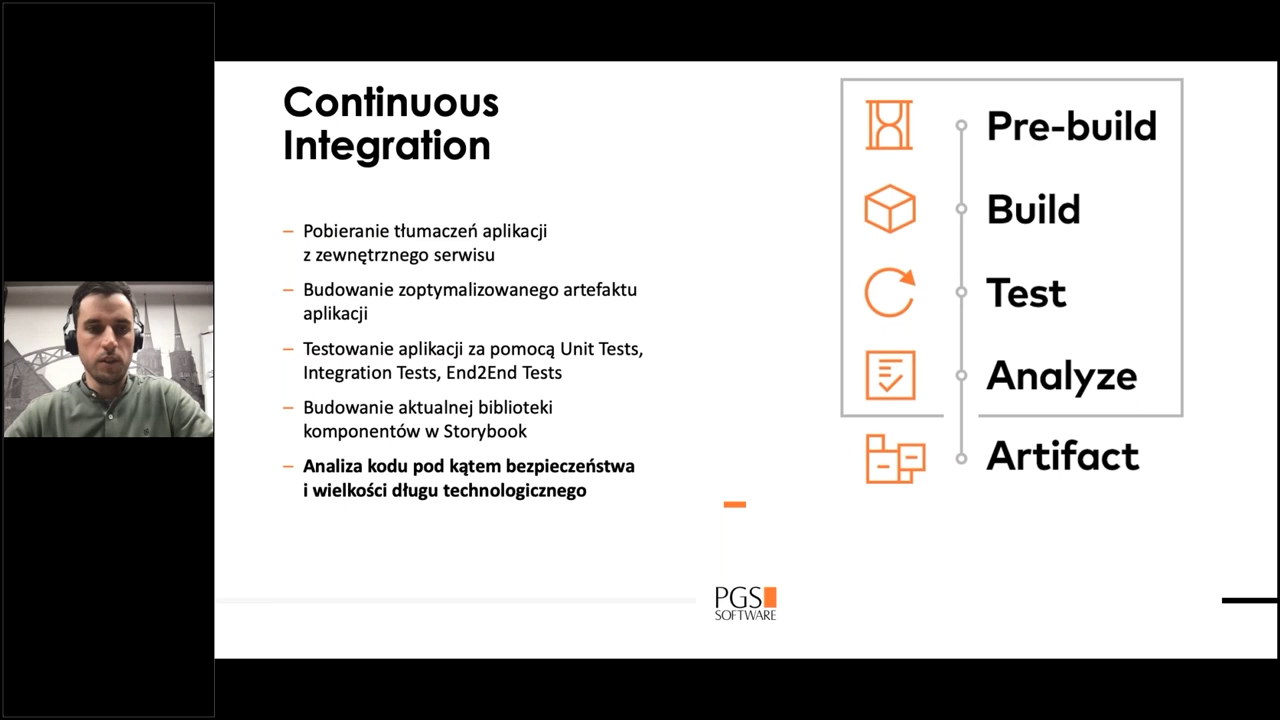 Continuous
Integration
– Pobieranie tłumaczeń aplikacji
z zewnętrznego serwisu
– Budowanie zoptymalizowanego artefaktu
aplikacji
– Testowanie aplikacji za pomocą Unit Tests,
Integration Tests, End2End Tests
– Budowanie aktualnej biblioteki
komponentów w Storybook
– Analiza kodu pod kątem bezpieczeństwa
i wielkości długu technologicznego
Pre-build
Build
Test
Analyze
Artifact
PGS
SOFTWARE